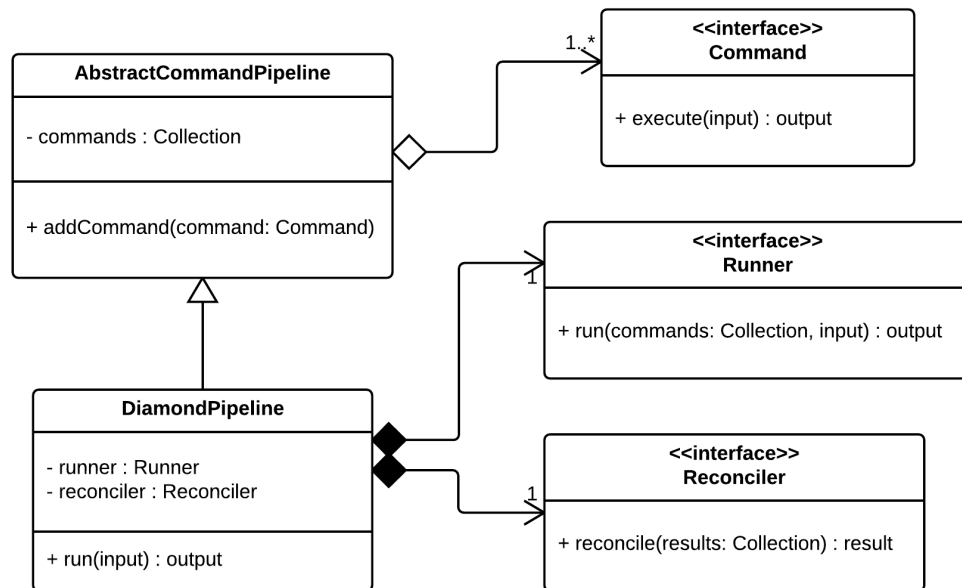 AbstractCommandPipeline
- commands : Collection
+ addCommand(command: Command)
1..*
<<interface>>
Command
+ execute(input) : output
<<interface>>
Runner
1
+ run(commands: Collection, input) : output
DiamondPipeline
- runner : Runner
- reconciler : Reconciler
+ run(input) : output
1
<<interface>>
Reconciler
+ reconcile(results: Collection) : result